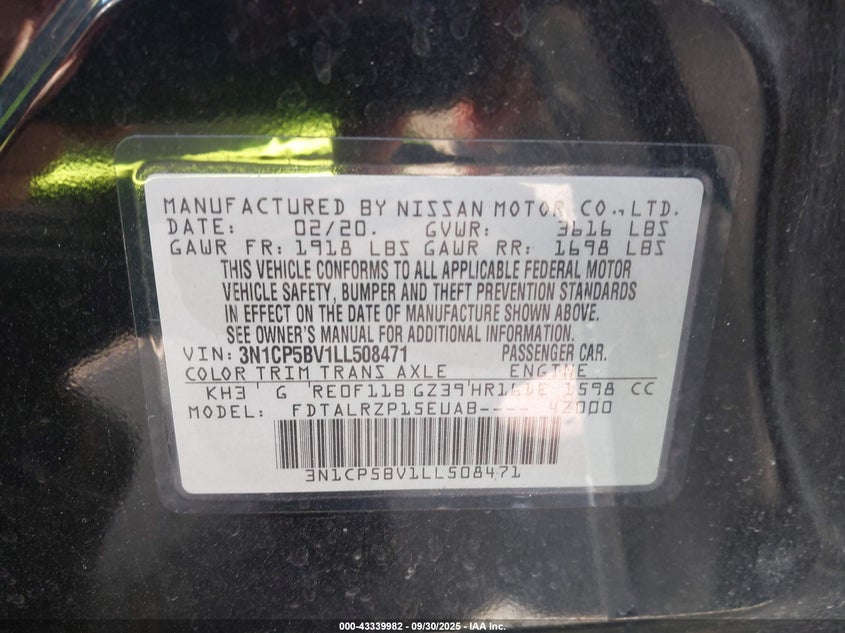 MANUFACTURED BY NISSAN MOTOR CO.,LTD.
DATE: 02/20. GVWR: 3616 LBS
GAWR FR: 1918 LBS GAWR RR: 1698 LBS
THIS VEHICLE CONFORMS TO ALL APPLICABLE FEDERAL MOTOR
VEHICLE SAFETY, BUMPER AND THEFT PREVENTION STANDARDS
IN EFFECT ON THE DATE OF MANUFACTURE SHOWN ABOVE.
SEE OWNER'S MANUAL FOR ADDITIONAL INFORMATION.
VIN: 3N1CP5BV1LL508471 PASSENGER CAR.
COLOR TRIM TRANS AXLE ENGINE
KH3 G RE0F11B GZ39 HR16DE 1598 CC
MODEL: FDTALRZP15EUAB---- 4Z000
3N1CP5BV1LL508471
000-43339982 - 09/30/2025 - IAA Inc.